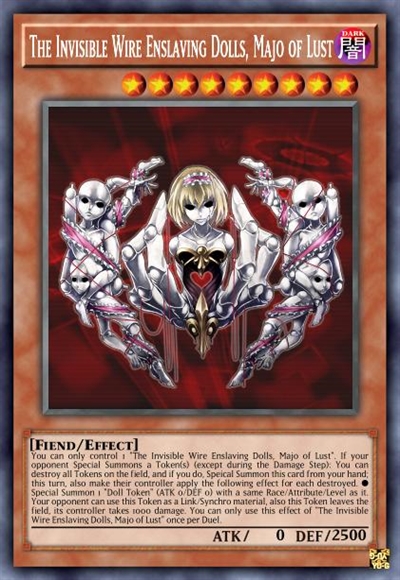 The Invisible Wire Enslaving Dolls, Majo of Lust
DARK
闇
[Fiend/Effect]
You can only control 1 "The Invisible Wire Enslaving Dolls, Majo of Lust". If your
opponent Special Summons a Token(s) (except during the Damage Step): You can
destroy all Tokens on the field, and if you do, Speical Summon this card from your hand;
this turn, also make their controller apply the following effect for each destroyed. ●
Special Summon 1 "Doll Token" (ATK 0/DEF 0) with a same Race/Attribute/Level as it.
Your opponent can use this Token as a Link/Synchro material, also this Token leaves the
field, its controller takes 1000 damage. You can only use this effect of "The Invisible
Wire Enslaving Dolls, Majo of Lust" once per Duel.
ATK/ 0 DEF/2500